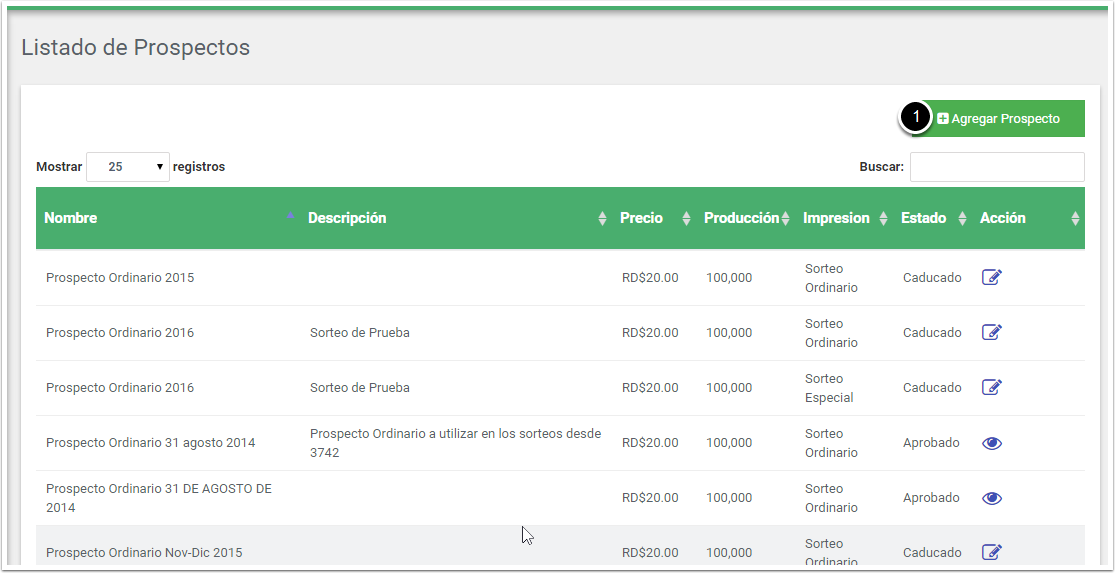 Listado de Prospectos
1 Agregar Prospecto
Mostrar 25 registros Buscar:
Nombre Descripción Precio Producción Impresion Estado Acción
Prospecto Ordinario 2015 RD$20.00 100,000 Sorteo Ordinario Caducado
Prospecto Ordinario 2016 Sorteo de Prueba RD$20.00 100,000 Sorteo Ordinario Caducado
Prospecto Ordinario 2016 Sorteo de Prueba RD$20.00 100,000 Sorteo Especial Caducado
Prospecto Ordinario 31 agosto 2014 Prospecto Ordinario a utilizar en los sorteos desde 3742 RD$20.00 100,000 Sorteo Ordinario Aprobado
Prospecto Ordinario 31 DE AGOSTO DE 2014 RD$20.00 100,000 Sorteo Ordinario Aprobado
Prospecto Ordinario Nov-Dic 2015 RD$20.00 100,000 Sorteo Ordinario Caducado